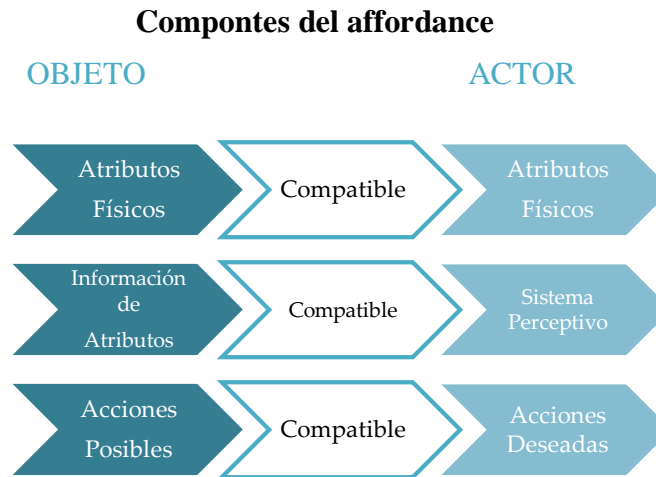 Compontes del affordance
OBJETO
ACTOR
Atributos
Físicos
Compatible
Atributos
Físicos
Información
de
Atributos
Compatible
Sistema
Perceptivo
Acciones
Posibles
Compatible
Acciones
Deseadas